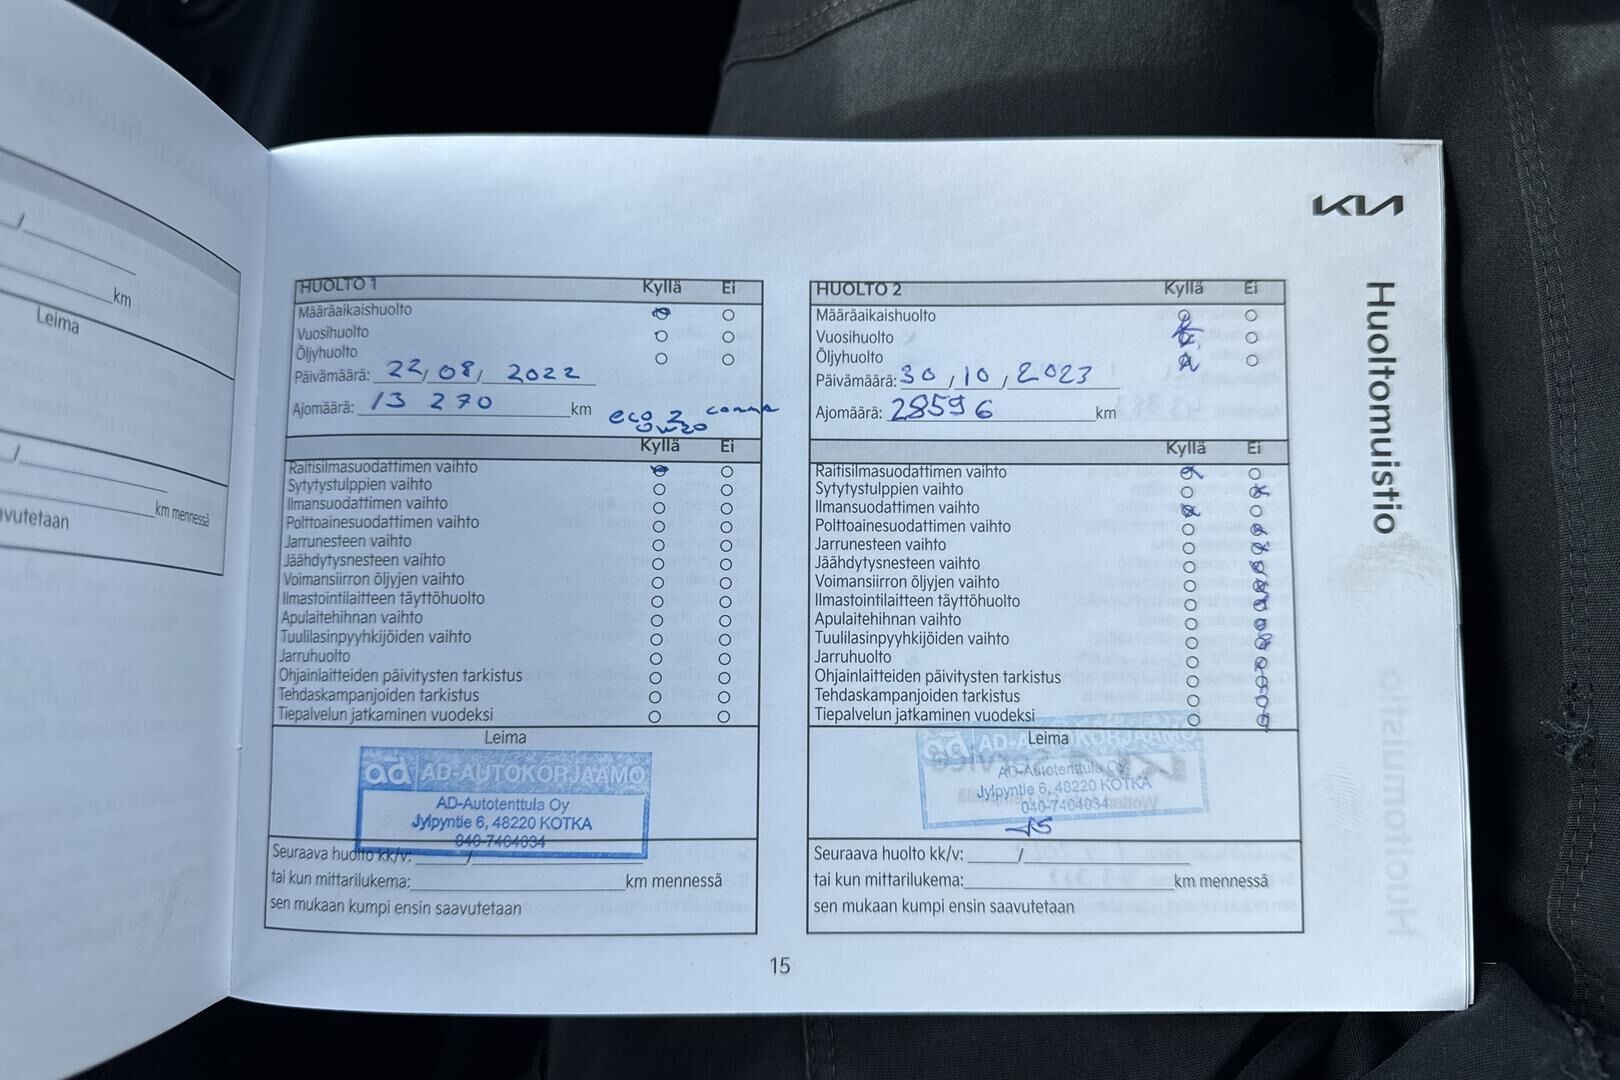 km
Leima
km mennessä
avutetaan
KIA
Huoltomuistio
HUOLTO 1 Kyllä Ei
Määräaikaishuolto
Vuosihuolto
Öljyhuolto
Päivämäärä: 22/08/2022
Ajomäärä: 13 270 km
eco 2 comma
0w20
Kyllä Ei
Raitisilmasuodattimen vaihto
Sytytystulppien vaihto
Ilmansuodattimen vaihto
Polttoainesuodattimen vaihto
Jarrunesteen vaihto
Jäähdytysnesteen vaihto
Voimansiirron öljyjen vaihto
Ilmastointilaitteen täyttöhuolto
Apulaitehihnan vaihto
Tuulilasinpyyhkijöiden vaihto
Jarruhuolto
Ohjainlaitteiden päivitysten tarkistus
Tehdaskampanjoiden tarkistus
Tiepalvelun jatkaminen vuodeksi
Leima
ad AD-AUTOKORJAAMO
AD-Autotenttula Oy
Jylpyntie 6, 48220 KOTKA
040-7404034
Seuraava huolto kk/v: /
tai kun mittarilukema: km mennessä
sen mukaan kumpi ensin saavutetaan
HUOLTO 2 Kyllä Ei
Määräaikaishuolto
Vuosihuolto
Öljyhuolto
Päivämäärä: 30/10/2023
Ajomäärä: 28596 km
Kyllä Ei
Raitisilmasuodattimen vaihto
Sytytystulppien vaihto
Ilmansuodattimen vaihto
Polttoainesuodattimen vaihto
Jarrunesteen vaihto
Jäähdytysnesteen vaihto
Voimansiirron öljyjen vaihto
Ilmastointilaitteen täyttöhuolto
Apulaitehihnan vaihto
Tuulilasinpyyhkijöiden vaihto
Jarruhuolto
Ohjainlaitteiden päivitysten tarkistus
Tehdaskampanjoiden tarkistus
Tiepalvelun jatkaminen vuodeksi
Leima
ad AD-AUTOKORJAAMO
AD-Autotenttula Oy
Jylpyntie 6, 48220 KOTKA
040-7404034
Seuraava huolto kk/v: /
tai kun mittarilukema: km mennessä
sen mukaan kumpi ensin saavutetaan
15